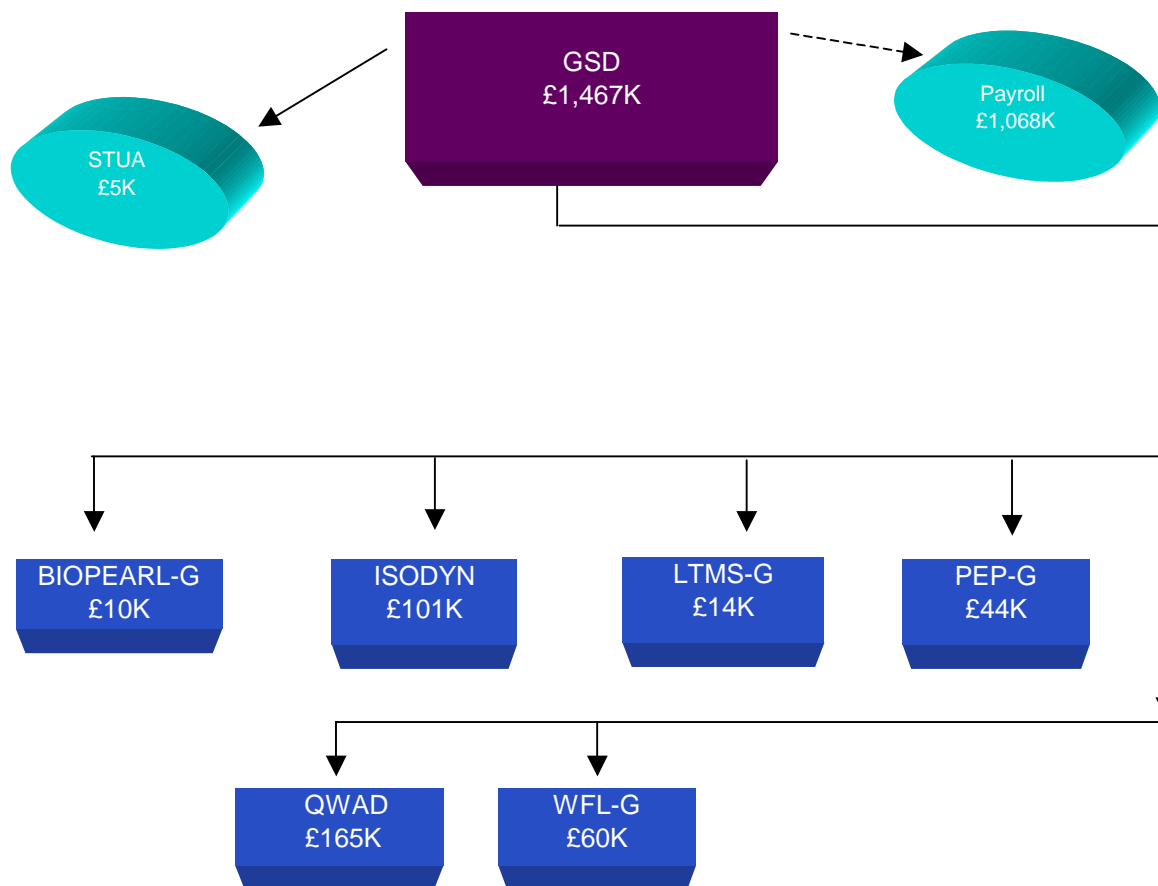 GSD
£1,467K
Payroll
£1,068K
STUA
£5K
BIOPEARL-G
£10K
ISODYN
£101K
LTMS-G
£14K
PEP-G
£44K
QWAD
£165K
WFL-G
£60K